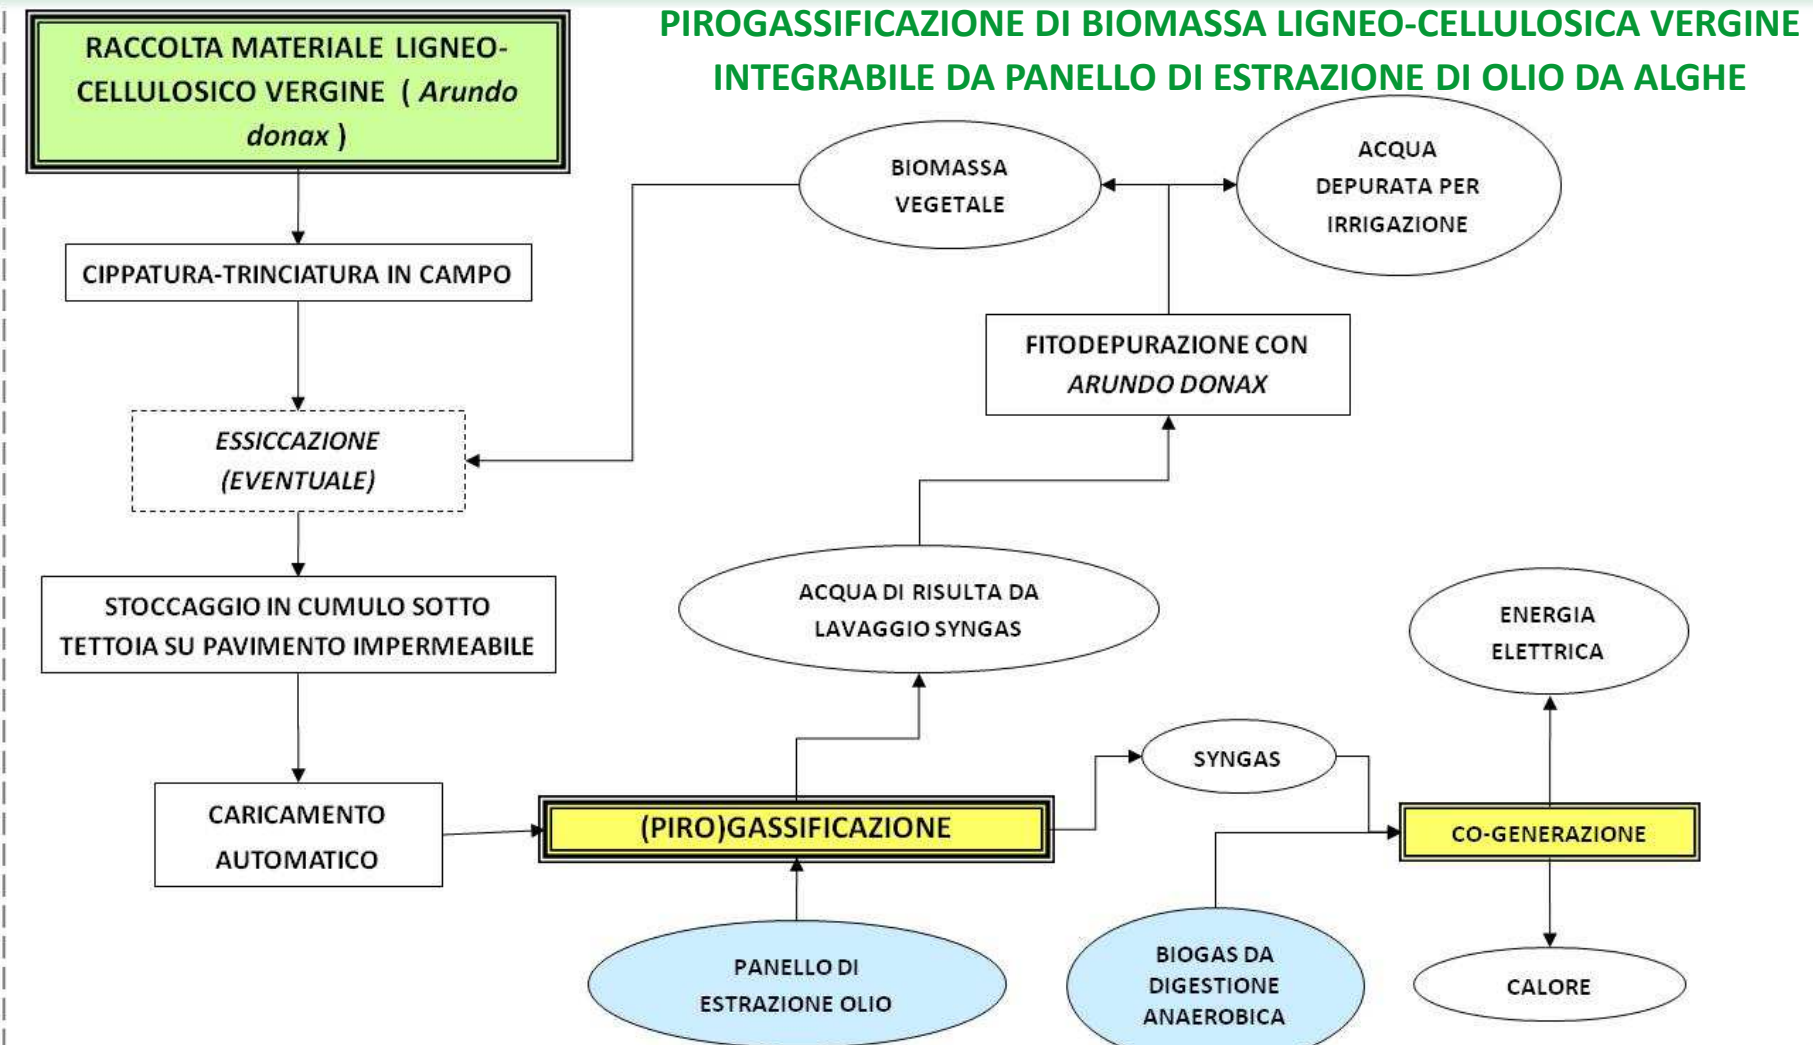 PIROGASSIFICAZIONE DI BIOMASSA LIGNEO-CELLULOSICA VERGINE
INTEGRABILE DA PANELLO DI ESTRAZIONE DI OLIO DA ALGHE
RACCOLTA MATERIALE LIGNEO-
CELLULOSICO VERGINE ( Arundo
donax )
CIPPATURA-TRINCIATURA IN CAMPO
ESSICCAZIONE
(EVENTUALE)
STOCCAGGIO IN CUMULO SOTTO
TETTOIA SU PAVIMENTO IMPERMEABILE
CARICAMENTO
AUTOMATICO
BIOMASSA
VEGETALE
ACQUA
DEPURATA PER
IRRIGAZIONE
FITODEPURAZIONE CON
ARUNDO DONAX
ACQUA DI RISULTA DA
LAVAGGIO SYNGAS
(PIRO)GASSIFICAZIONE
PANELLO DI
ESTRAZIONE OLIO
SYNGAS
BIOGAS DA
DIGESTIONE
ANAEROBICA
ENERGIA
ELETTRICA
CO-GENERAZIONE
CALORE